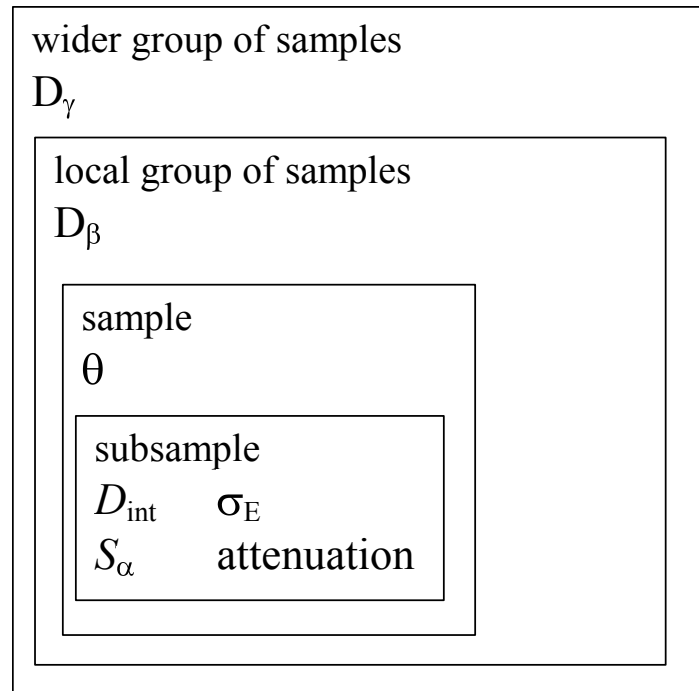 wider group of samples
Dγ
local group of samples
Dβ
sample
θ
subsample
Dint σE
Sα attenuation